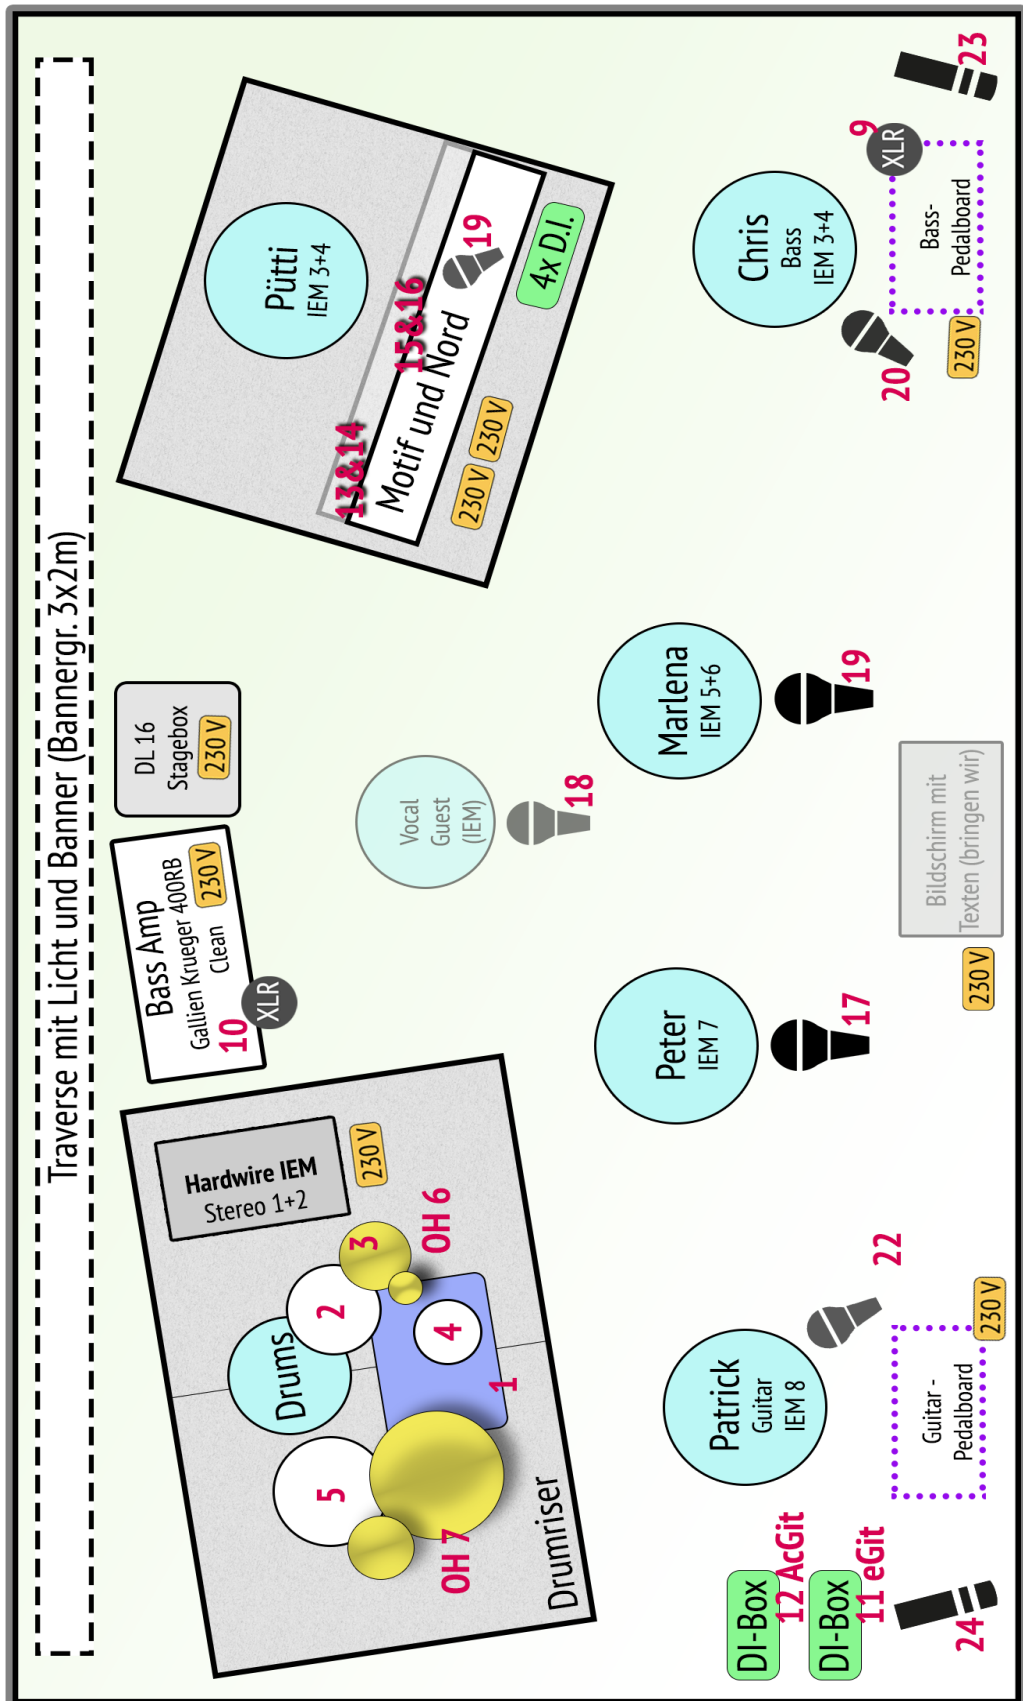 Traverse mit Licht und Banner (Bannergr. 3x2m)
Hardwire IEM
Stereo 1+2
230 V
Drums
2
3
OH 6
4
1
5
OH 7
Drumriser
Bass Amp
Gallien Krueger 400RB
Clean
230 V
10
XLR
DL 16
Stagebox
230 V
Pütti
IEM 3+4
13&14
15&16
19
Motif und Nord
4x D.I.
230 V
230 V
Vocal
Guest
(IEM)
18
Patrick
Guitar
IEM 8
22
Guitar -
Pedalboard
230 V
DI-Box
12 AcGit
DI-Box
11 eGit
24
Peter
IEM 7
17
230 V
Marlena
IEM 5+6
19
Bildschirm mit
Texten (bringen wir)
Chris
Bass
IEM 3+4
20
9
XLR
Bass-
Pedalboard
230 V
23